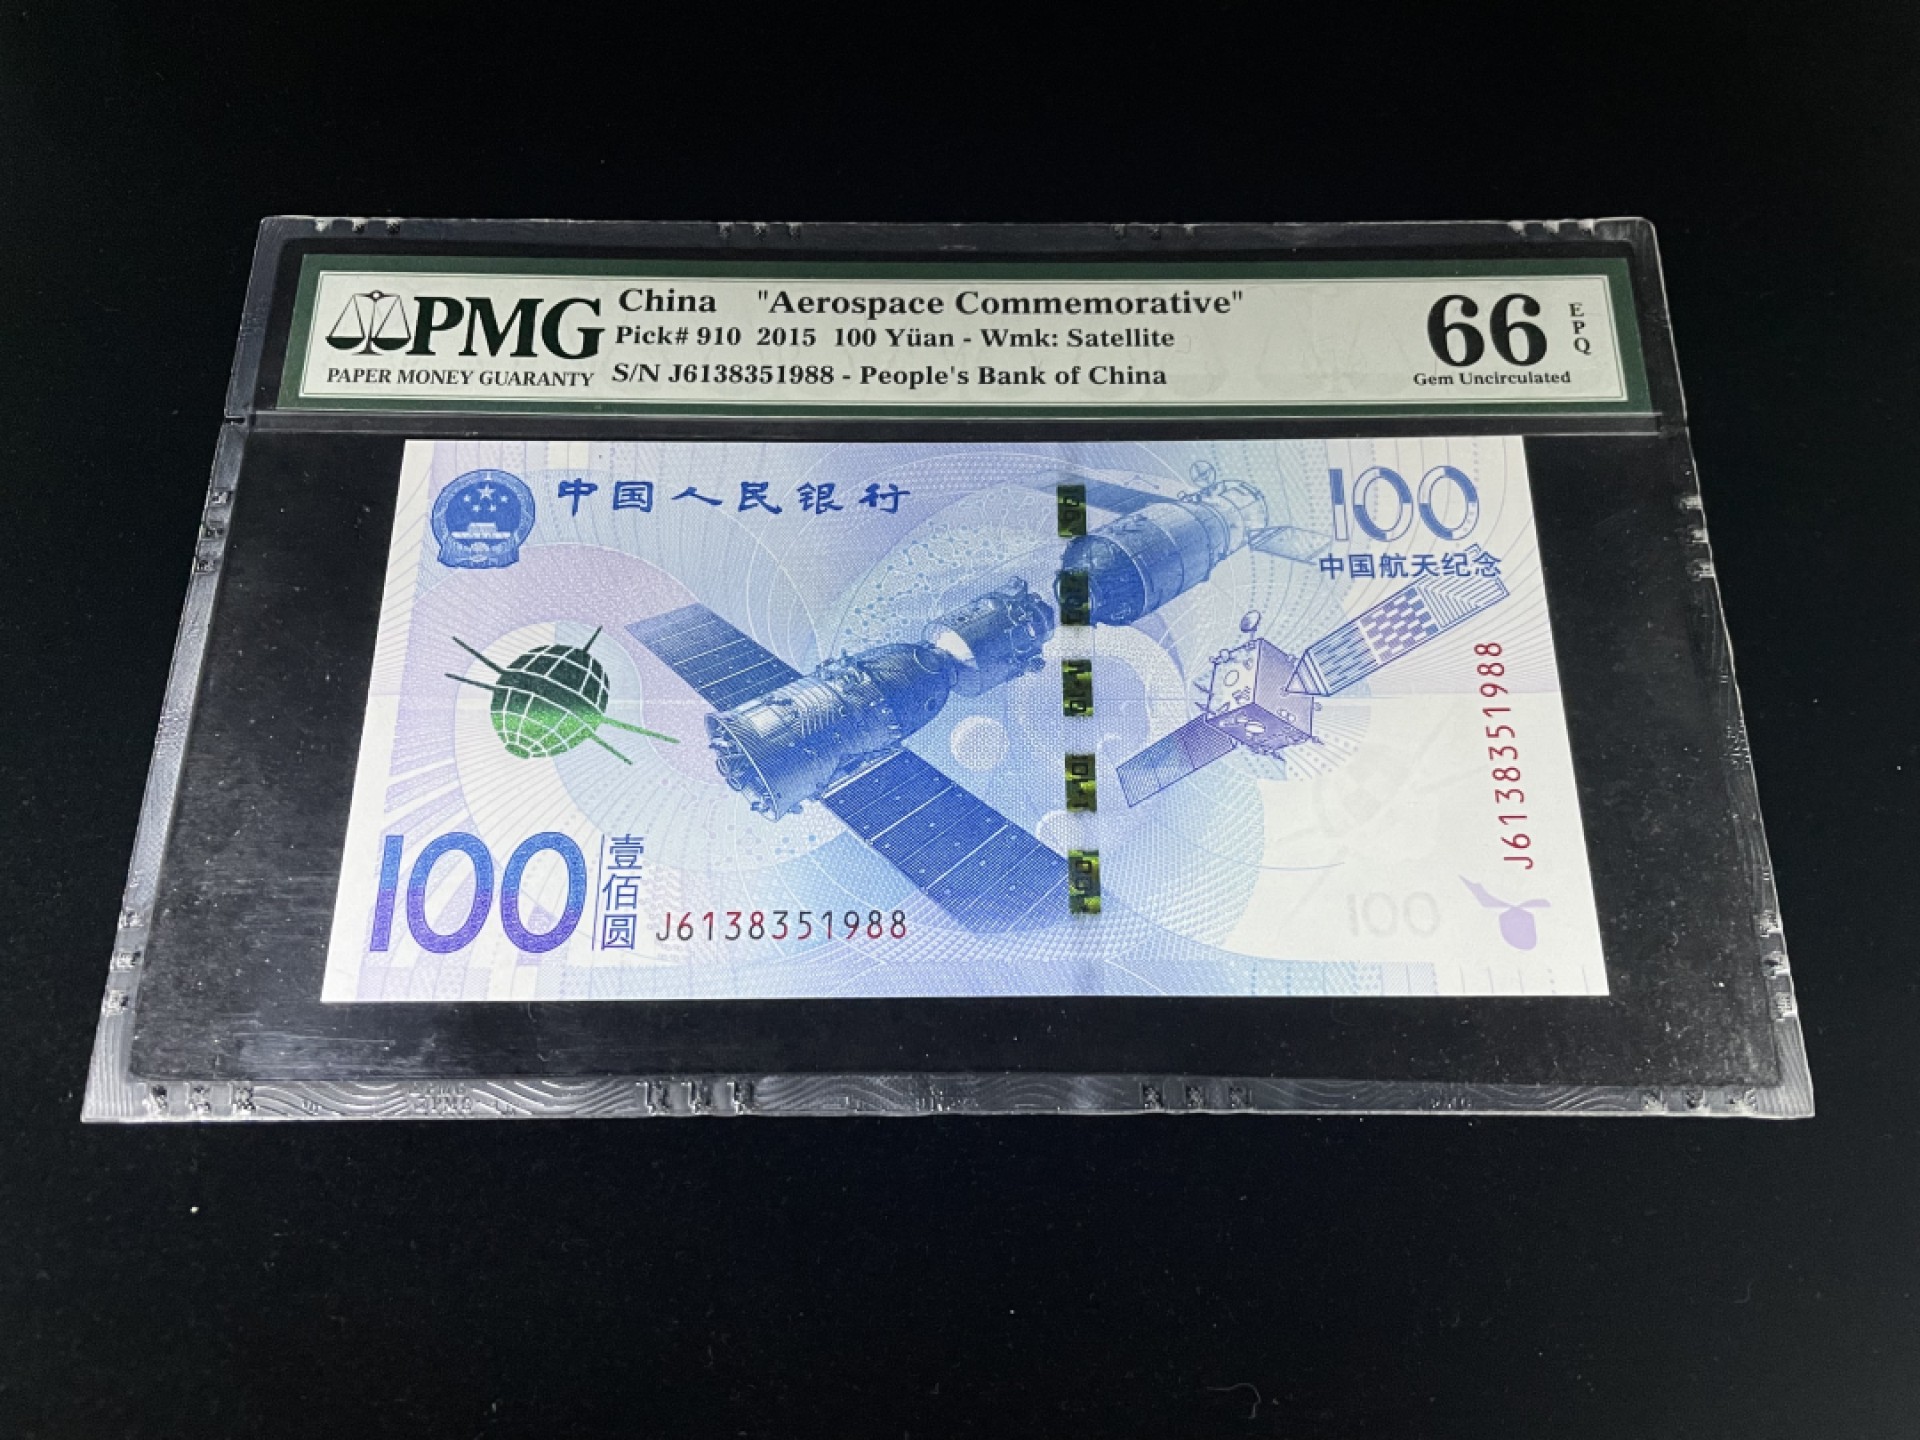 PMG
PAPER MONEY GUARANTY
China "Aerospace Commemorative"
Pick# 910 2015 100 Yüan - Wmk: Satellite
S/N J6138351988 - People's Bank of China
66
EPQ
Gem Uncirculated
中国人民银行
100
中国航天纪念
J6138351988
100
壹佰圆
J6138351988
100